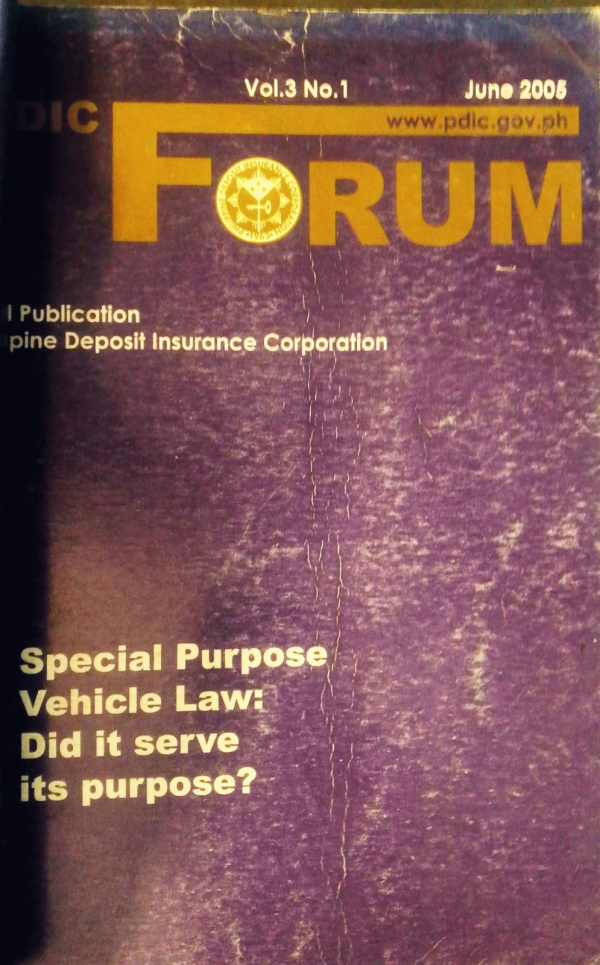 Vol.3 No.1 June 2005
DIC
www.pdic.gov.ph
FORUM
l Publication
pine Deposit Insurance Corporation
Special Purpose
Vehicle Law:
Did it serve
its purpose?